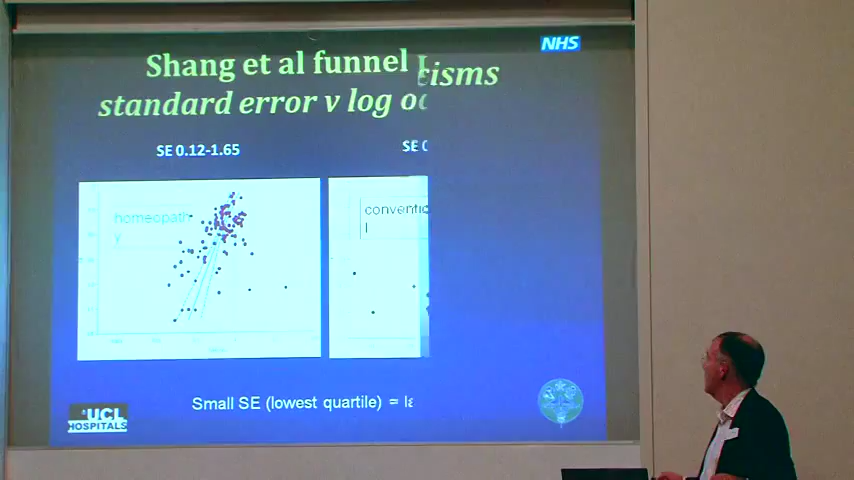 NHS
Shang et al funnel
standard error v log
SE 0.12-1.65
SE
homeopath
y
conventio
l
Small SE (lowest quartile) =
UCL
HOSPITALS